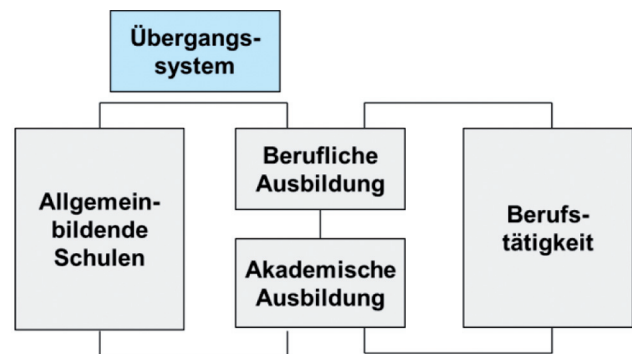 Übergangs-
system
Allgemein-
bildende
Schulen
Berufliche
Ausbildung
Akademische
Ausbildung
Berufs-
tätigkeit